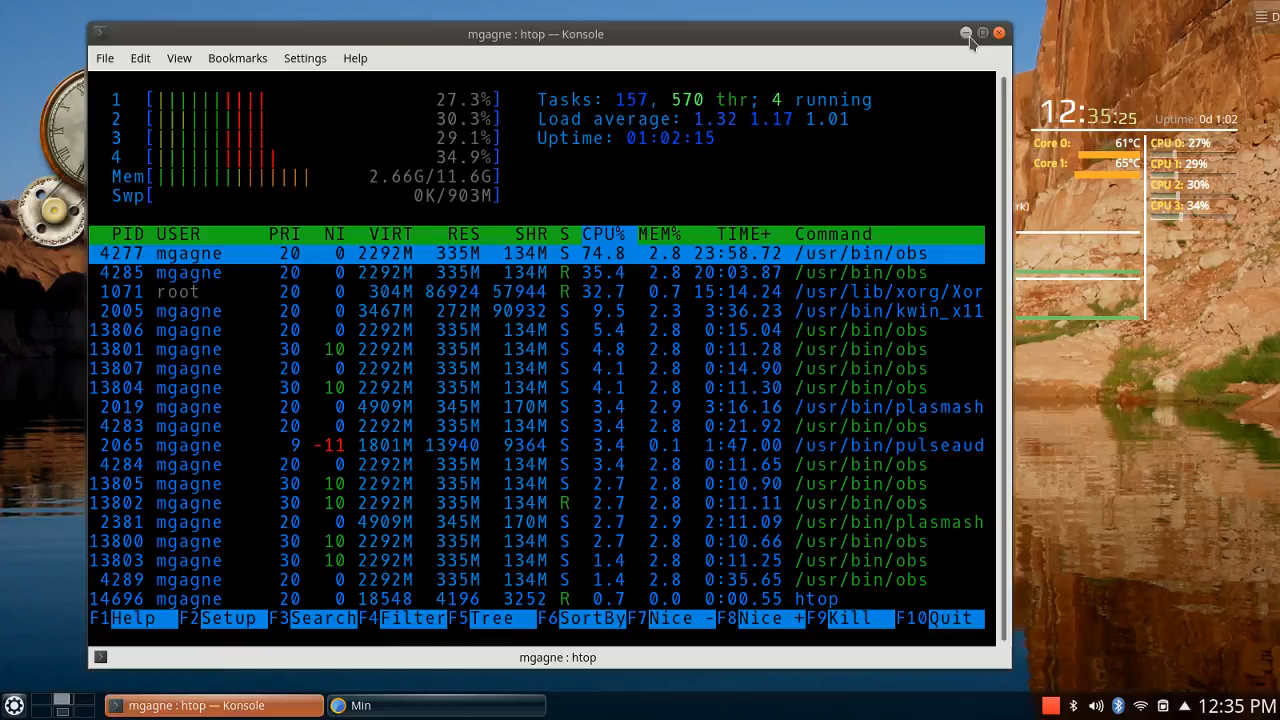 mgagne : htop — Konsole
D
File Edit View Bookmarks Settings Help
1 [|||||||||||| 27.3%] Tasks: 157, 570 thr; 4 running
2 [|||||||||||| 30.3%] Load average: 1.32 1.17 1.01
3 [|||||||||||| 29.1%] Uptime: 01:02:15
4 [||||||||||||| 34.9%]
Mem[||||||||||||||||| 2.66G/11.6G]
Swp[ 0K/903M]
12:35:25 Uptime: 0d 1:02
Core 0: 61°C CPU 0: 27%
Core 1: 65°C CPU 1: 29%
CPU 2: 30%
rk) CPU 3: 34%
PID USER PRI NI VIRT RES SHR S CPU% MEM% TIME+ Command
4277 mgagne 20 0 2292M 335M 134M S 74.8 2.8 23:58.72 /usr/bin/obs
4285 mgagne 20 0 2292M 335M 134M R 35.4 2.8 20:03.87 /usr/bin/obs
1071 root 20 0 304M 86924 57944 R 32.7 0.7 15:14.24 /usr/lib/xorg/Xor
2005 mgagne 20 0 3467M 272M 90932 S 9.5 2.3 3:36.23 /usr/bin/kwin_x11
13806 mgagne 20 0 2292M 335M 134M S 5.4 2.8 0:15.04 /usr/bin/obs
13801 mgagne 30 10 2292M 335M 134M S 4.8 2.8 0:11.28 /usr/bin/obs
13807 mgagne 20 0 2292M 335M 134M S 4.1 2.8 0:14.90 /usr/bin/obs
13804 mgagne 30 10 2292M 335M 134M S 4.1 2.8 0:11.30 /usr/bin/obs
2019 mgagne 20 0 4909M 345M 170M S 3.4 2.9 3:16.16 /usr/bin/plasmash
4283 mgagne 20 0 2292M 335M 134M S 3.4 2.8 0:21.92 /usr/bin/obs
2065 mgagne 9 -11 1801M 13940 9364 S 3.4 0.1 1:47.00 /usr/bin/pulseaud
4284 mgagne 20 0 2292M 335M 134M S 3.4 2.8 0:11.65 /usr/bin/obs
13805 mgagne 30 10 2292M 335M 134M S 2.7 2.8 0:10.90 /usr/bin/obs
13802 mgagne 30 10 2292M 335M 134M R 2.7 2.8 0:11.11 /usr/bin/obs
2381 mgagne 20 0 4909M 345M 170M S 2.7 2.9 2:11.09 /usr/bin/plasmash
13800 mgagne 30 10 2292M 335M 134M S 2.7 2.8 0:10.66 /usr/bin/obs
13803 mgagne 30 10 2292M 335M 134M S 1.4 2.8 0:11.25 /usr/bin/obs
4289 mgagne 20 0 2292M 335M 134M S 1.4 2.8 0:35.65 /usr/bin/obs
14696 mgagne 20 0 18548 4196 3252 R 0.7 0.0 0:00.55 htop
F1Help F2Setup F3SearchF4FilterF5Tree F6SortByF7Nice -F8Nice +F9Kill F10Quit
mgagne : htop
mgagne : htop — Konsole
Min
12:35 PM